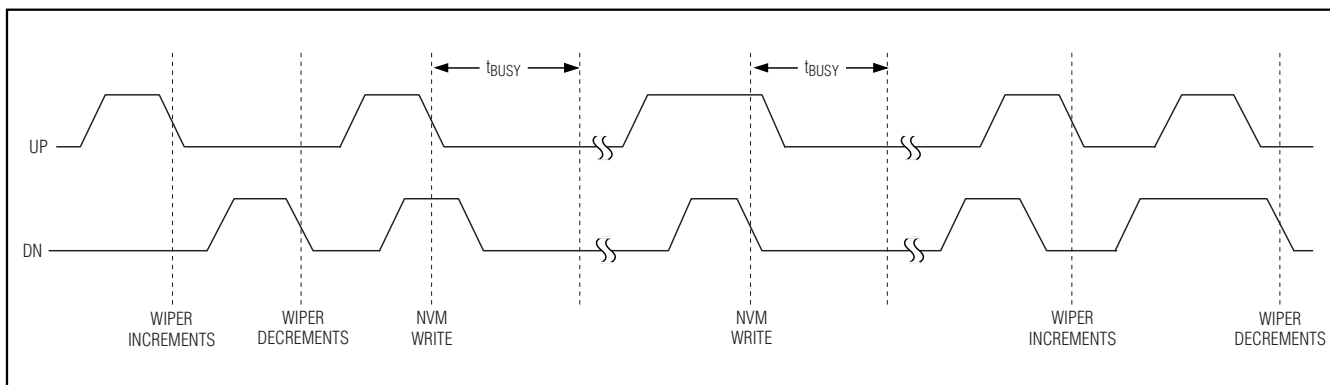 tBUSY
tBUSY
UP
DN
WIPER
INCREMENTS
WIPER
DECREMENTS
NVM
WRITE
NVM
WRITE
WIPER
INCREMENTS
WIPER
DECREMENTS